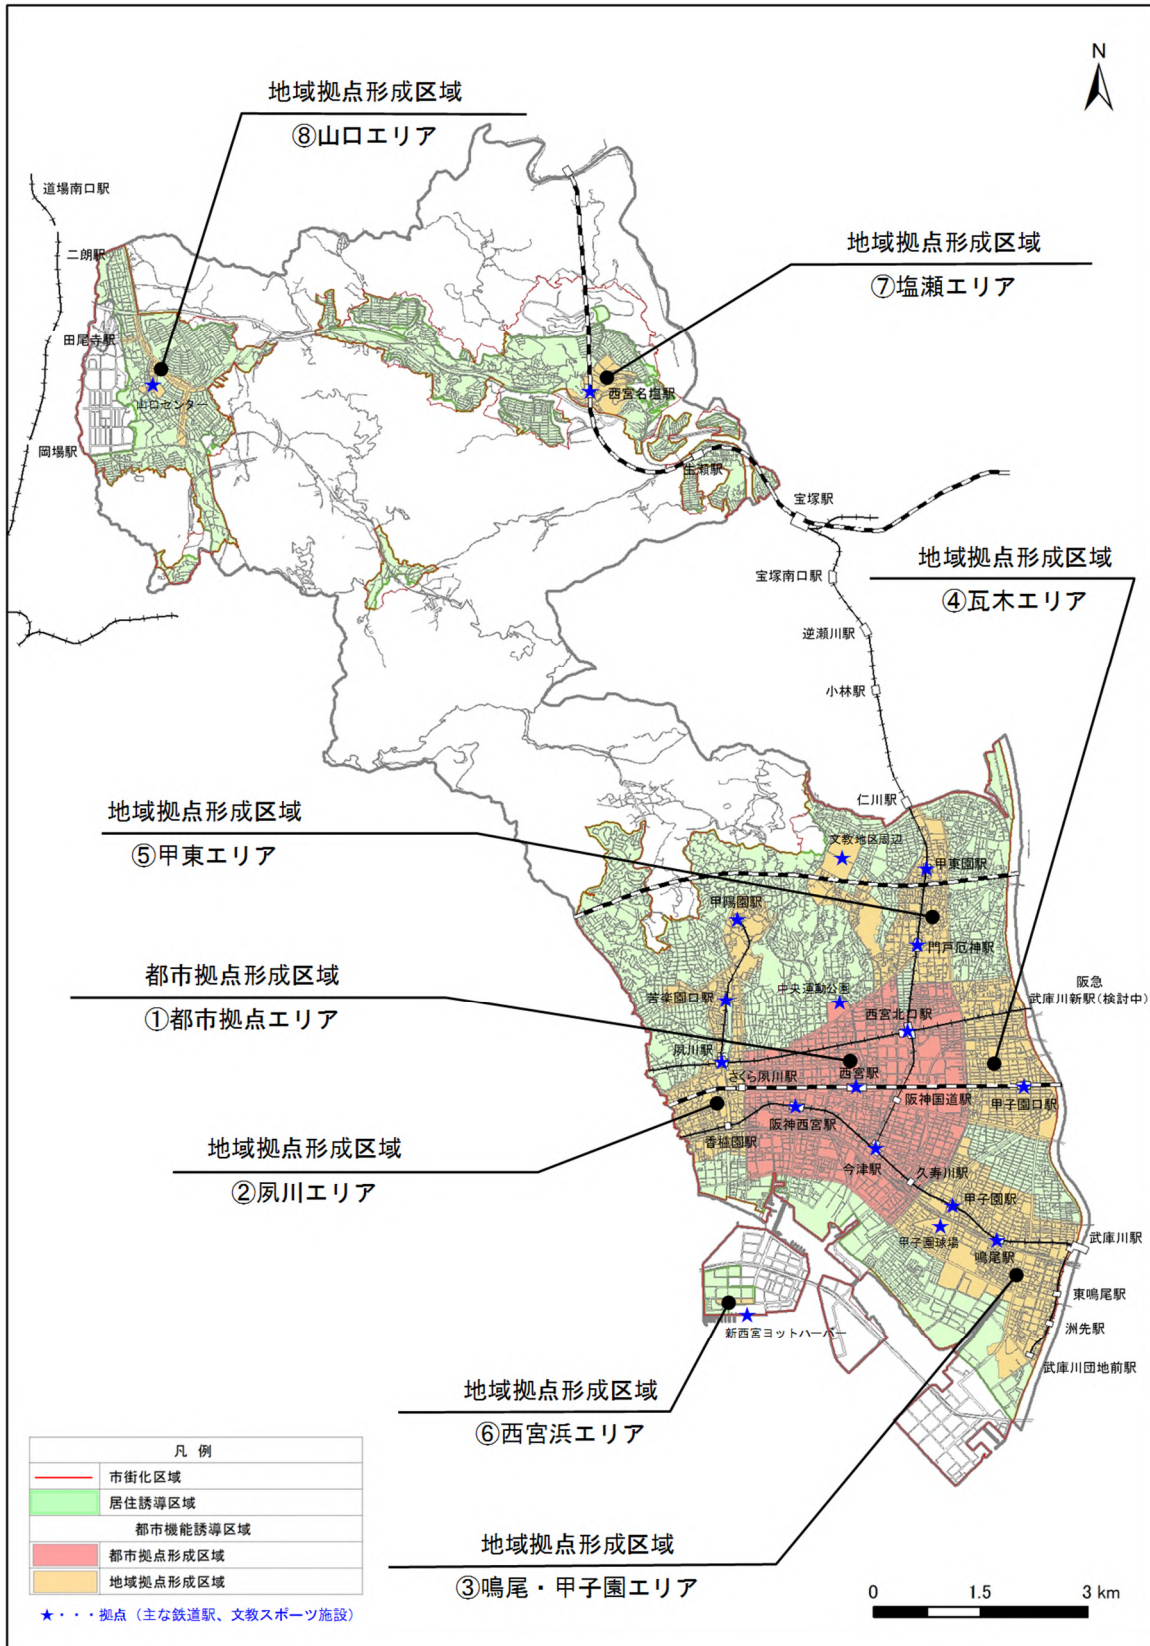 N
地域拠点形成区域
⑧山口エリア
道場南口駅
地域拠点形成区域
⑦塩瀬エリア
二朗駅
田尾寺駅
山口センター
西宮名塩駅
岡場駅
生瀬駅
宝塚駅
地域拠点形成区域
④瓦木エリア
宝塚南口駅
逆瀬川駅
小林駅
仁川駅
地域拠点形成区域
⑤甲東エリア
文教地区周辺
甲東園駅
甲陽園駅
門戸厄神駅
都市拠点形成区域
①都市拠点エリア
阪急
武庫川新駅(検討中)
中央運動公園
苦楽園口駅
西宮北口駅
夙川駅
西宮駅
さくら夙川駅
阪神国道駅
甲子園口駅
地域拠点形成区域
②夙川エリア
阪神西宮駅
香櫨園駅
今津駅
久寿川駅
甲子園駅
甲子園球場
鳴尾駅
武庫川駅
東鳴尾駅
洲先駅
新西宮ヨットハーバー
武庫川団地前駅
地域拠点形成区域
⑥西宮浜エリア
凡 例
市街化区域
居住誘導区域
都市機能誘導区域
都市拠点形成区域
地域拠点形成区域
★・・・拠点（主な鉄道駅、文教スポーツ施設）
地域拠点形成区域
③鳴尾・甲子園エリア
0 1.5 3 km